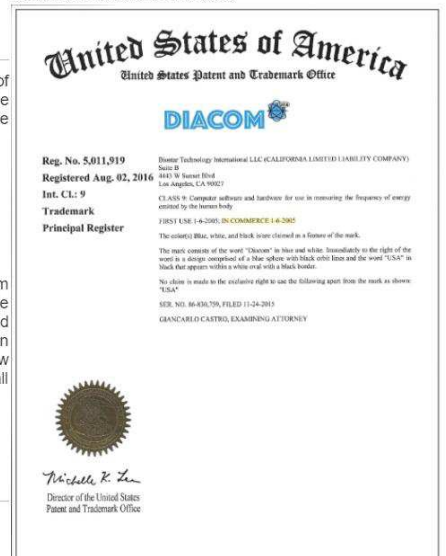 United States of America
United States Patent and Trademark Office
DIACOM
Reg. No. 5,011,919
Registered Aug. 02, 2016
Int. Cl.: 9
Trademark
Principal Register
Biostar Technology International LLC (CALIFORNIA LIMITED LIABILITY COMPANY)
Suite B
4443 W Sunset Blvd
Los Angeles, CA 90027
CLASS 9: Computer software and hardware for use in measuring the frequency of energy
emitted by the human body
FIRST USE 1-6-2005; IN COMMERCE 1-6-2005
The color(s) Blue, white, and black is/are claimed as a feature of the mark.
The mark consists of the word "Diacom" in blue and white. Immediately to the right of the
word is a design comprised of a blue sphere with black orbit lines and the word "USA" in
black that appears within a white oval with a black border.
No claim is made to the exclusive right to use the following apart from the mark as shown:
"USA"
SER. NO. 86-830,759, FILED 11-24-2015
GIANCARLO CASTRO, EXAMINING ATTORNEY
Michelle K. Lee
Director of the United States
Patent and Trademark Office